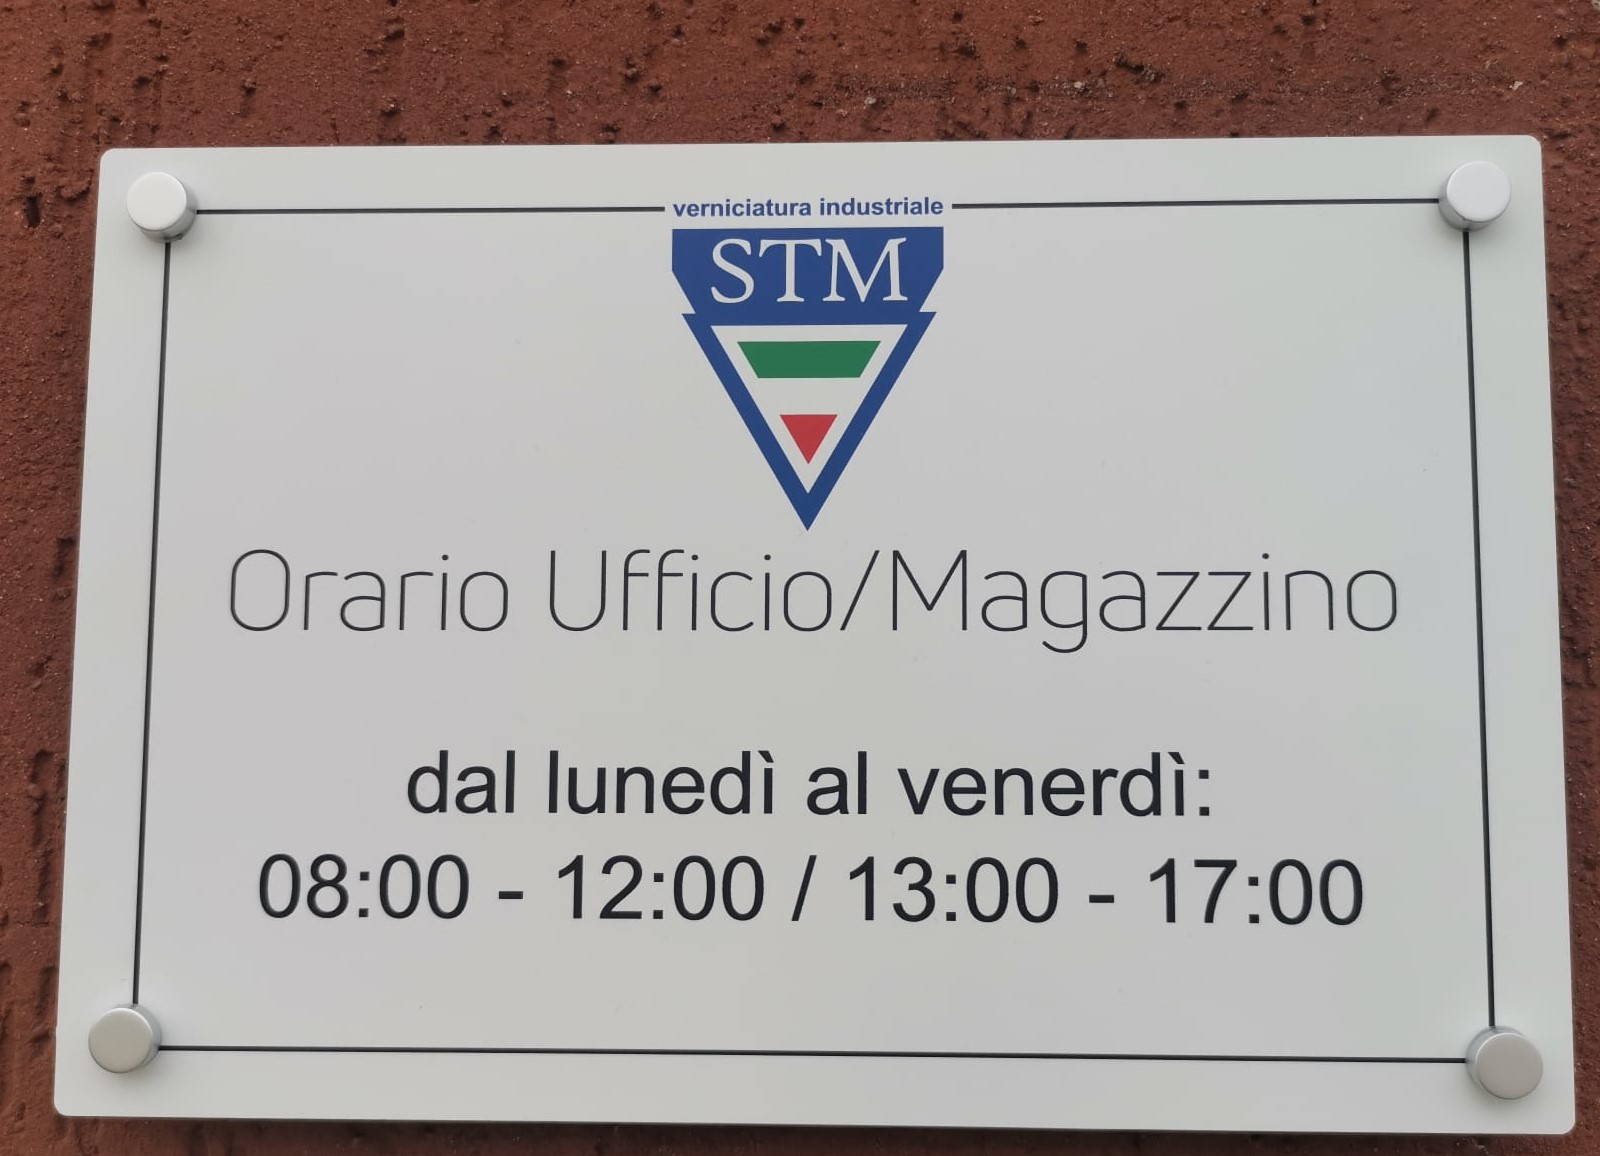 verniciatura industriale
STM
Orario Ufficio/Magazzino
dal lunedì al venerdì:
08:00 - 12:00 / 13:00 - 17:00